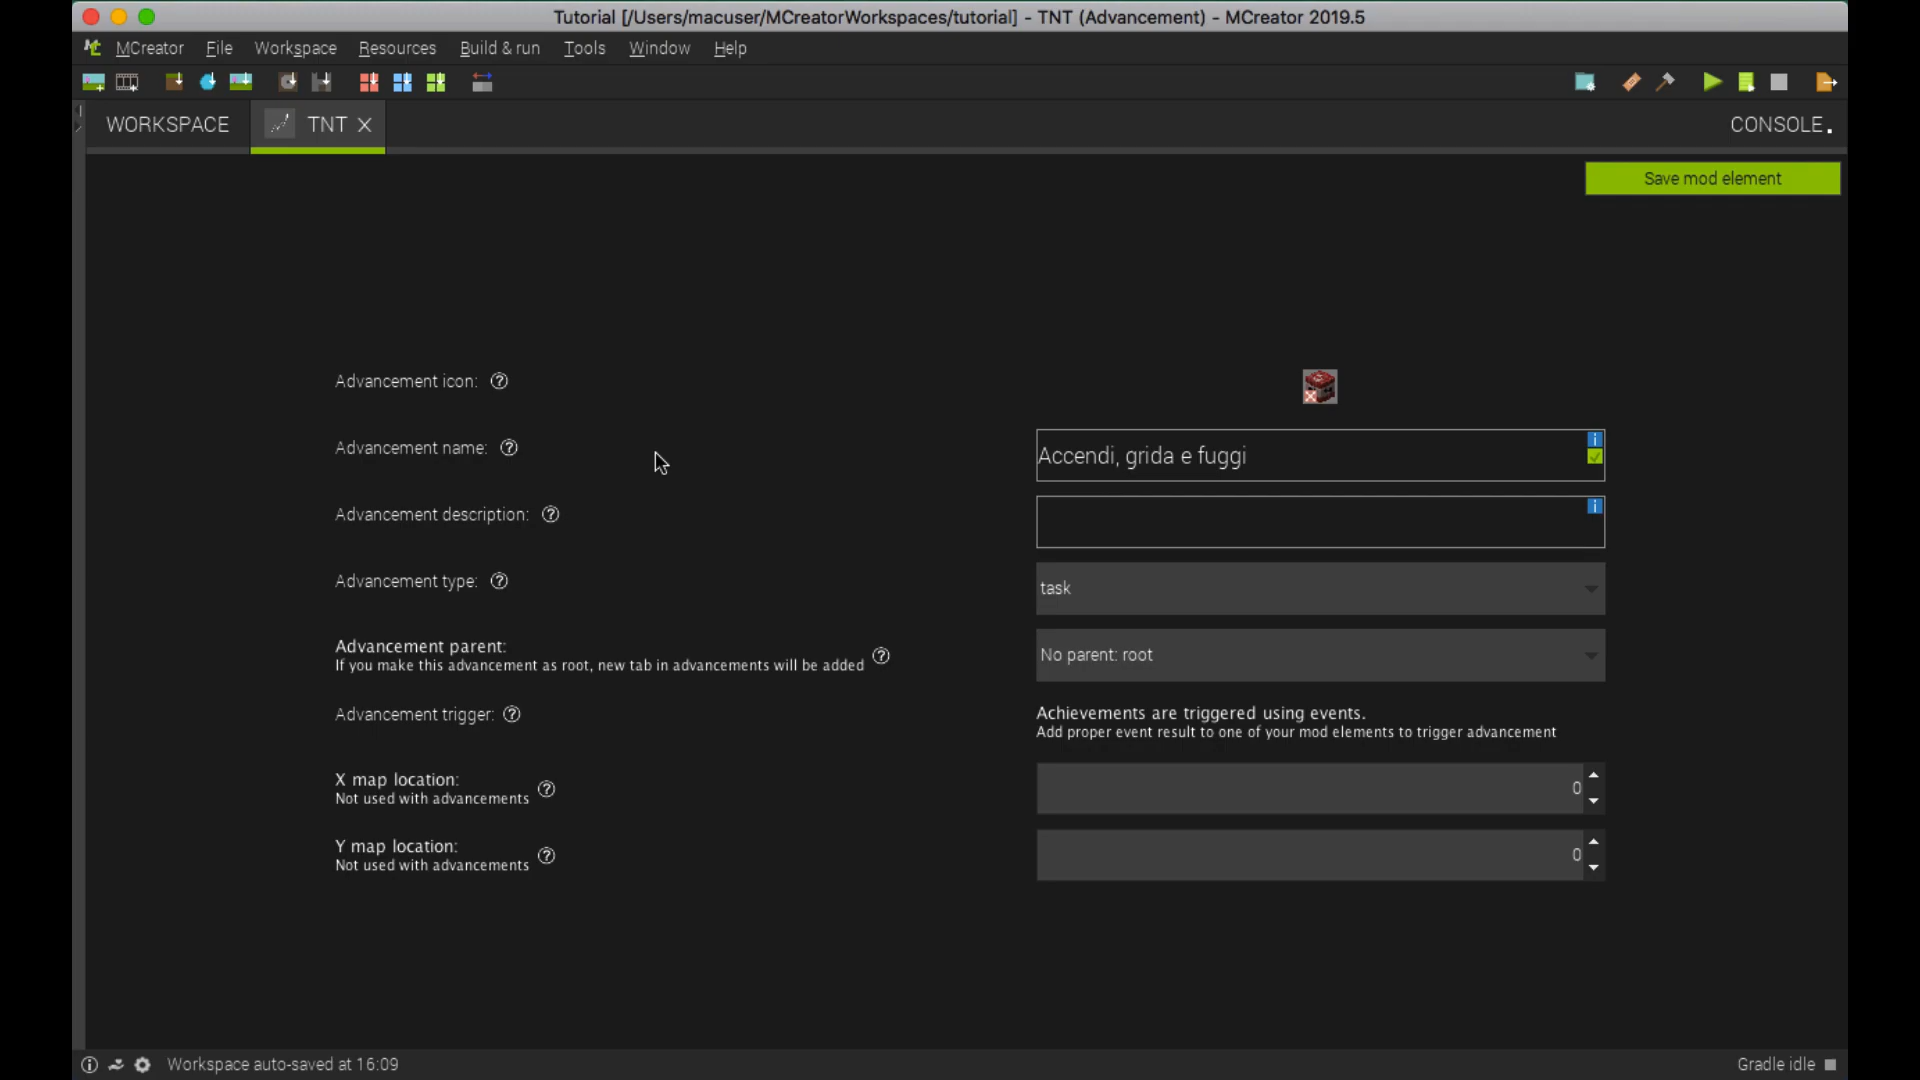 Tutorial [/Users/macuser/MCreatorWorkspaces/tutorial] - TNT (Advancement) - MCreator 2019.5
MCreator File Workspace Resources Build & run Tools Window Help
WORKSPACE TNT CONSOLE
Save mod element
Advancement icon:
Advancement name: Accendi, grida e fuggi
Advancement description:
Advancement type: task
Advancement parent:
If you make this advancement as root, new tab in advancements will be added
No parent: root
Advancement trigger:
Achievements are triggered using events.
Add proper event result to one of your mod elements to trigger advancement
X map location:
Not used with advancements
0
Y map location:
Not used with advancements
0
Workspace auto-saved at 16:09 Gradle idle